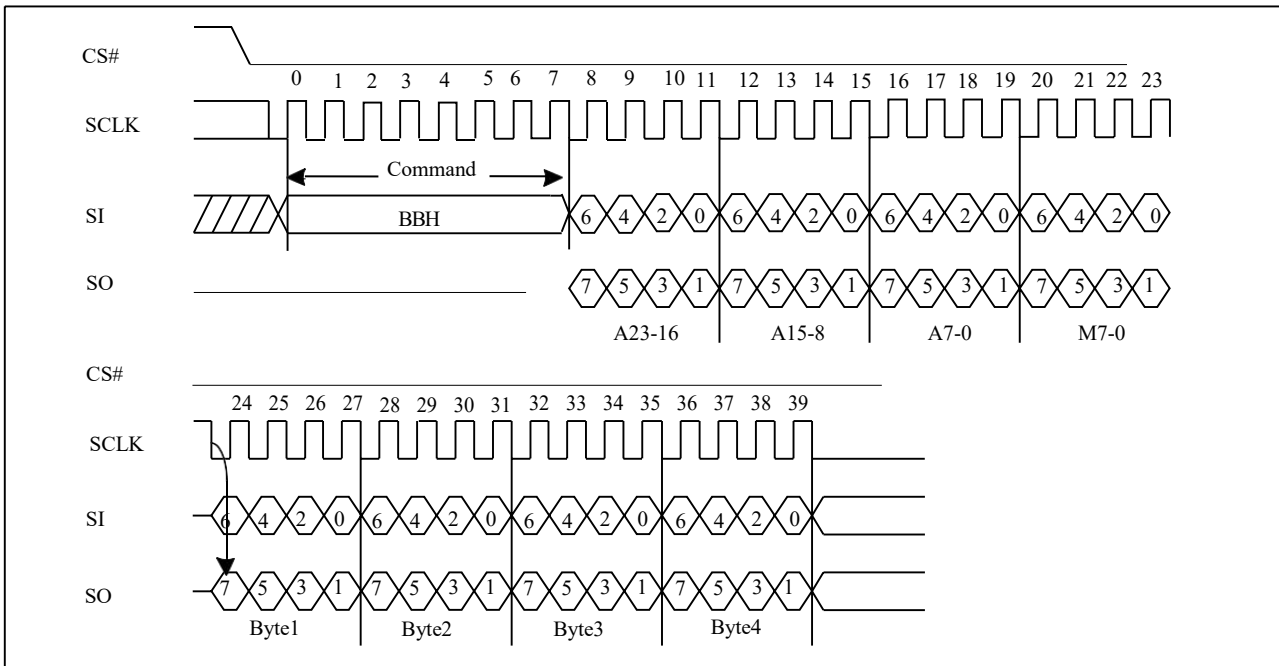 CS#
0 1 2 3 4 5 6 7 8 9 10 11 12 13 14 15 16 17 18 19 20 21 22 23
SCLK
Command
SI
BBH
6 4 2 0 6 4 2 0 6 4 2 0 6 4 2 0
SO
7 5 3 1 7 5 3 1 7 5 3 1 7 5 3 1
A23-16 A15-8 A7-0 M7-0
CS#
24 25 26 27 28 29 30 31 32 33 34 35 36 37 38 39
SCLK
SI
6 4 2 0 6 4 2 0 6 4 2 0 6 4 2 0
SO
7 5 3 1 7 5 3 1 7 5 3 1 7 5 3 1
Byte1 Byte2 Byte3 Byte4